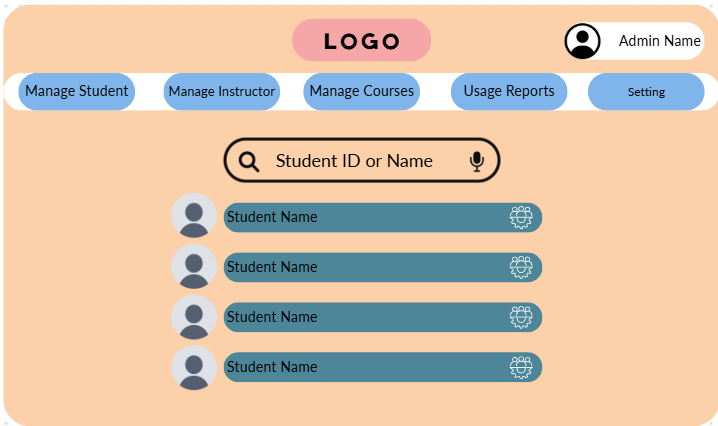 LOGO
Admin Name
Manage Student
Manage Instructor
Manage Courses
Usage Reports
Setting
Student ID or Name
Student Name
Student Name
Student Name
Student Name